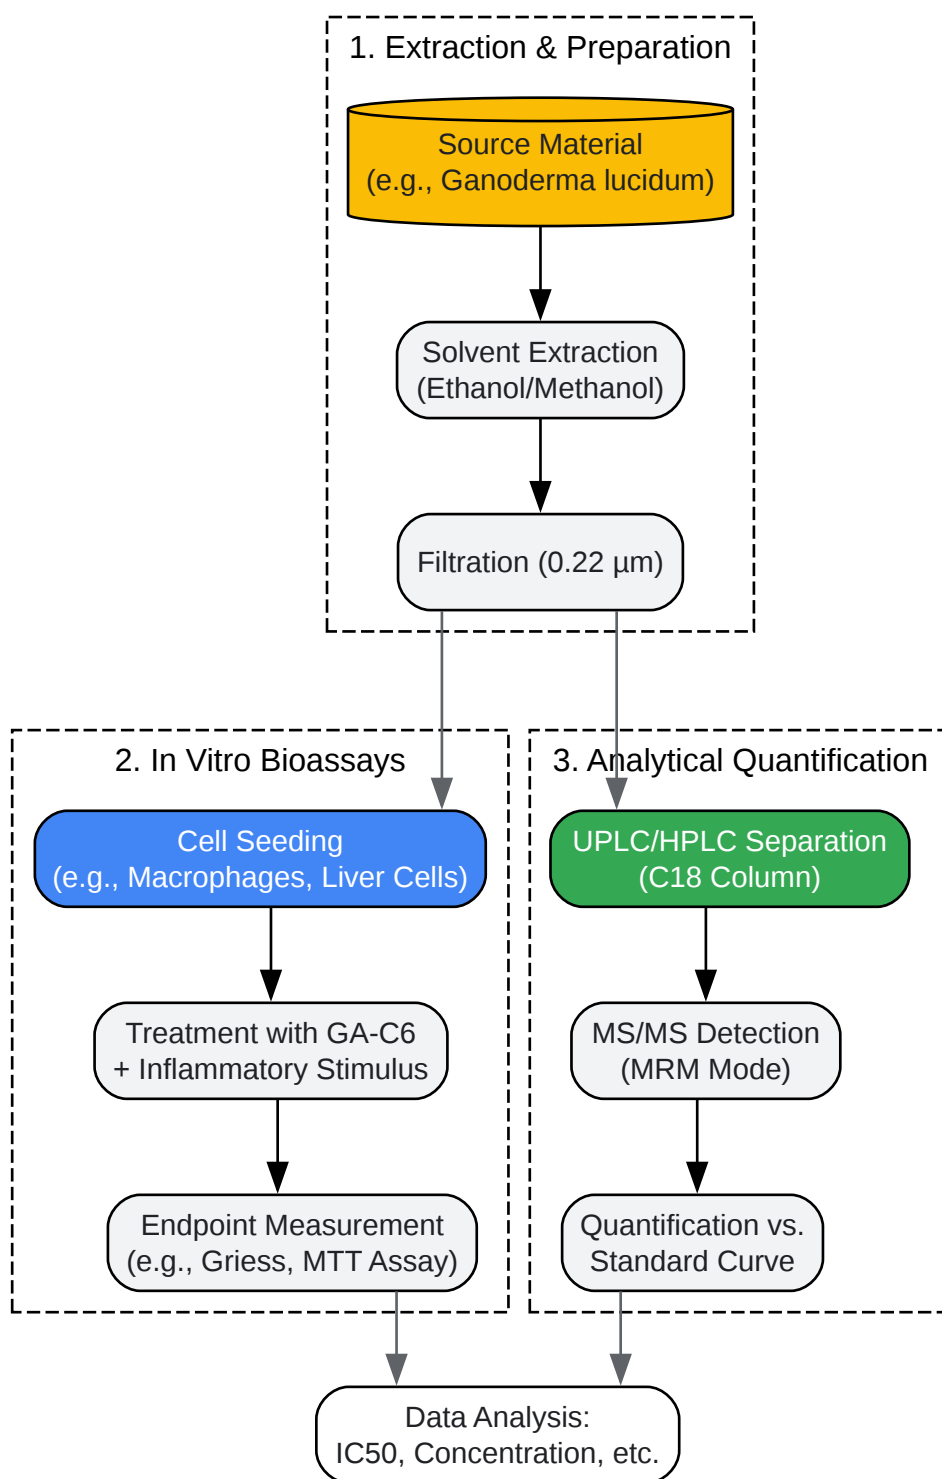 1. Extraction & Preparation
Source Material
(e.g., Ganoderma lucidum)
Solvent Extraction
(Ethanol/Methanol)
Filtration (0.22 µm)
2. In Vitro Bioassays
Cell Seeding
(e.g., Macrophages, Liver Cells)
Treatment with GA-C6
+ Inflammatory Stimulus
Endpoint Measurement
(e.g., Griess, MTT Assay)
3. Analytical Quantification
UPLC/HPLC Separation
(C18 Column)
MS/MS Detection
(MRM Mode)
Quantification vs.
Standard Curve
Data Analysis:
IC50, Concentration, etc.